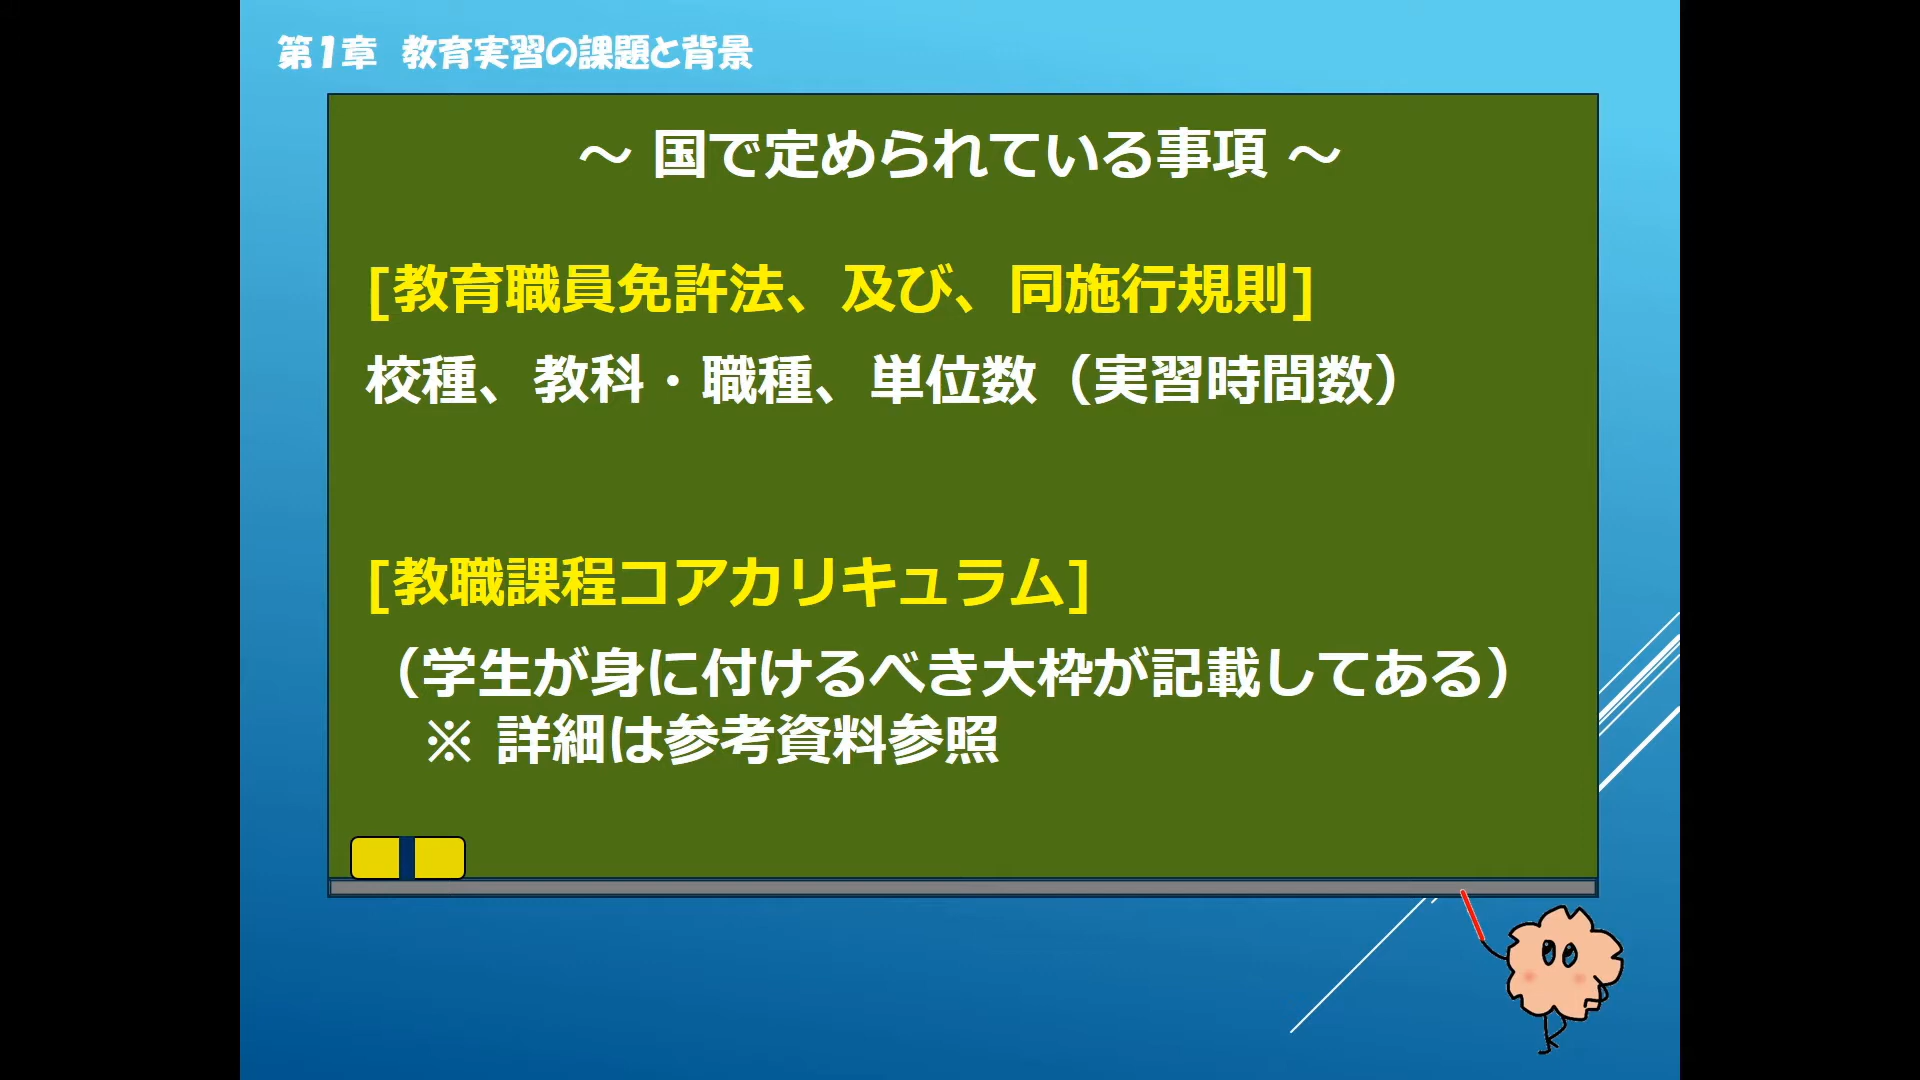 第1章 教育実習の課題と背景
～ 国で定められている事項 ～
[教育職員免許法、及び、同施行規則]
校種、教科・職種、単位数（実習時間数）
[教職課程コアカリキュラム]
（学生が身に付けるべき大枠が記載してある）
※ 詳細は参考資料参照